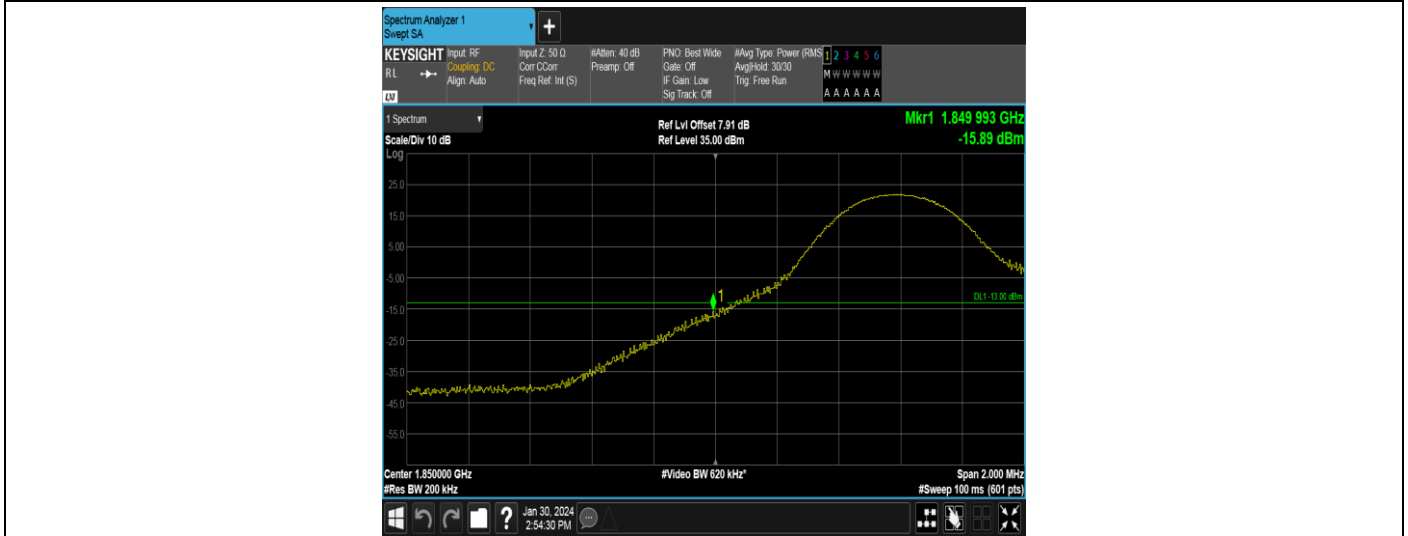 Spectrum Analyzer 1
Swept SA
+
KEYSIGHT
RL
LXI
Input: RF
Coupling: DC
Align: Auto
Input Z: 50 Ω
Corr CCorr
Freq Ref: Int (S)
#Atten: 40 dB
Preamp: Off
PNO: Best Wide
Gate: Off
IF Gain: Low
Sig Track: Off
#Avg Type: Power (RMS
Avg|Hold: 30/30
Trig: Free Run
1 2 3 4 5 6
M W W W W W
A A A A A A
1 Spectrum
Scale/Div 10 dB
Log
Ref Lvl Offset 7.91 dB
Ref Level 35.00 dBm
Mkr1 1.849 993 GHz
-15.89 dBm
25.0
15.0
5.00
-5.00
1
DL1 -13.00 dBm
-15.0
-25.0
-35.0
-45.0
-55.0
Center 1.850000 GHz
#Video BW 620 kHz*
Span 2.000 MHz
#Res BW 200 kHz
#Sweep 100 ms (601 pts)
?
Jan 30, 2024
2:54:30 PM